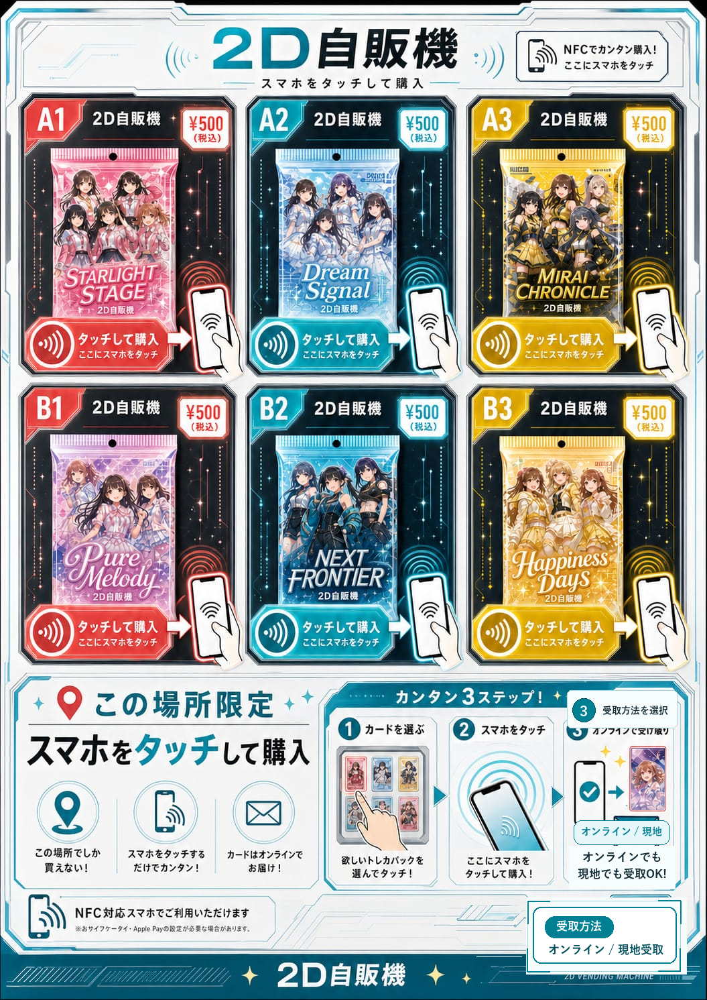 2D自販機
スマホをタッチして購入
NFCでカンタン購入!
ここにスマホをタッチ
A1
2D自販機
¥500
(税込)
STARLIGHT
STAGE
2D自販機
タッチして購入
ここにスマホをタッチ
A2
2D自販機
¥500
(税込)
Dream
Signal
2D自販機
タッチして購入
ここにスマホをタッチ
A3
2D自販機
¥500
(税込)
MIRAI
CHRONICLE
2D自販機
タッチして購入
ここにスマホをタッチ
B1
2D自販機
¥500
(税込)
Pure
Melody
2D自販機
タッチして購入
ここにスマホをタッチ
B2
2D自販機
¥500
(税込)
NEXT
FRONTIER
2D自販機
タッチして購入
ここにスマホをタッチ
B3
2D自販機
¥500
(税込)
Happiness
Days
2D自販機
タッチして購入
ここにスマホをタッチ
この場所限定
スマホをタッチして購入
この場所でしか
買えない!
スマホをタッチする
だけでカンタン!
カードはオンラインで
お届け!
カンタン3ステップ!
1 カードを選ぶ
欲しいトレカパックを
選んでタッチ!
2 スマホをタッチ
ここにスマホを
タッチして購入!
3 受取方法を選択
3 オンラインで受け取り
オンライン / 現地
オンラインでも
現地でも受取OK!
NFC対応スマホでご利用いただけます
※おサイフケータイ・Apple Payの設定が必要な場合があります。
受取方法
オンライン / 現地受取
2D自販機
2D VENDING MACHINE